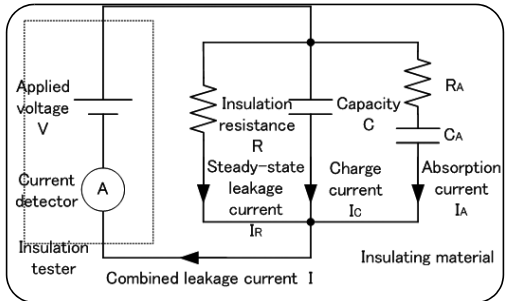 Applied
voltage
V
Current
detector
A
Insulation
tester
Insulation
resistance
R
Steady-state
leakage
current
IR
Capacity
C
Charge
current
IC
RA
CA
Absorption
current
IA
Insulating material
Combined leakage current I